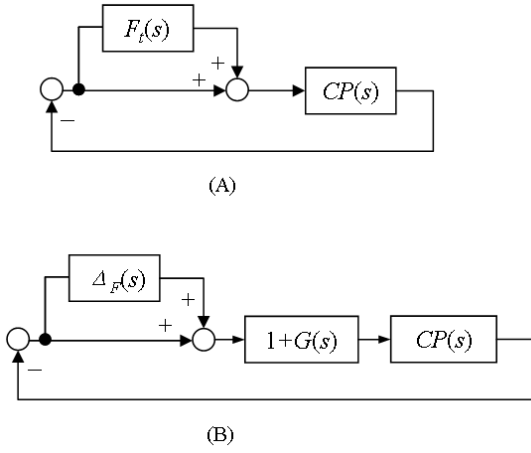 F_t(s)
+
+
CP(s)
−
(A)
Δ_F(s)
+
+
1+G(s)
CP(s)
−
(B)